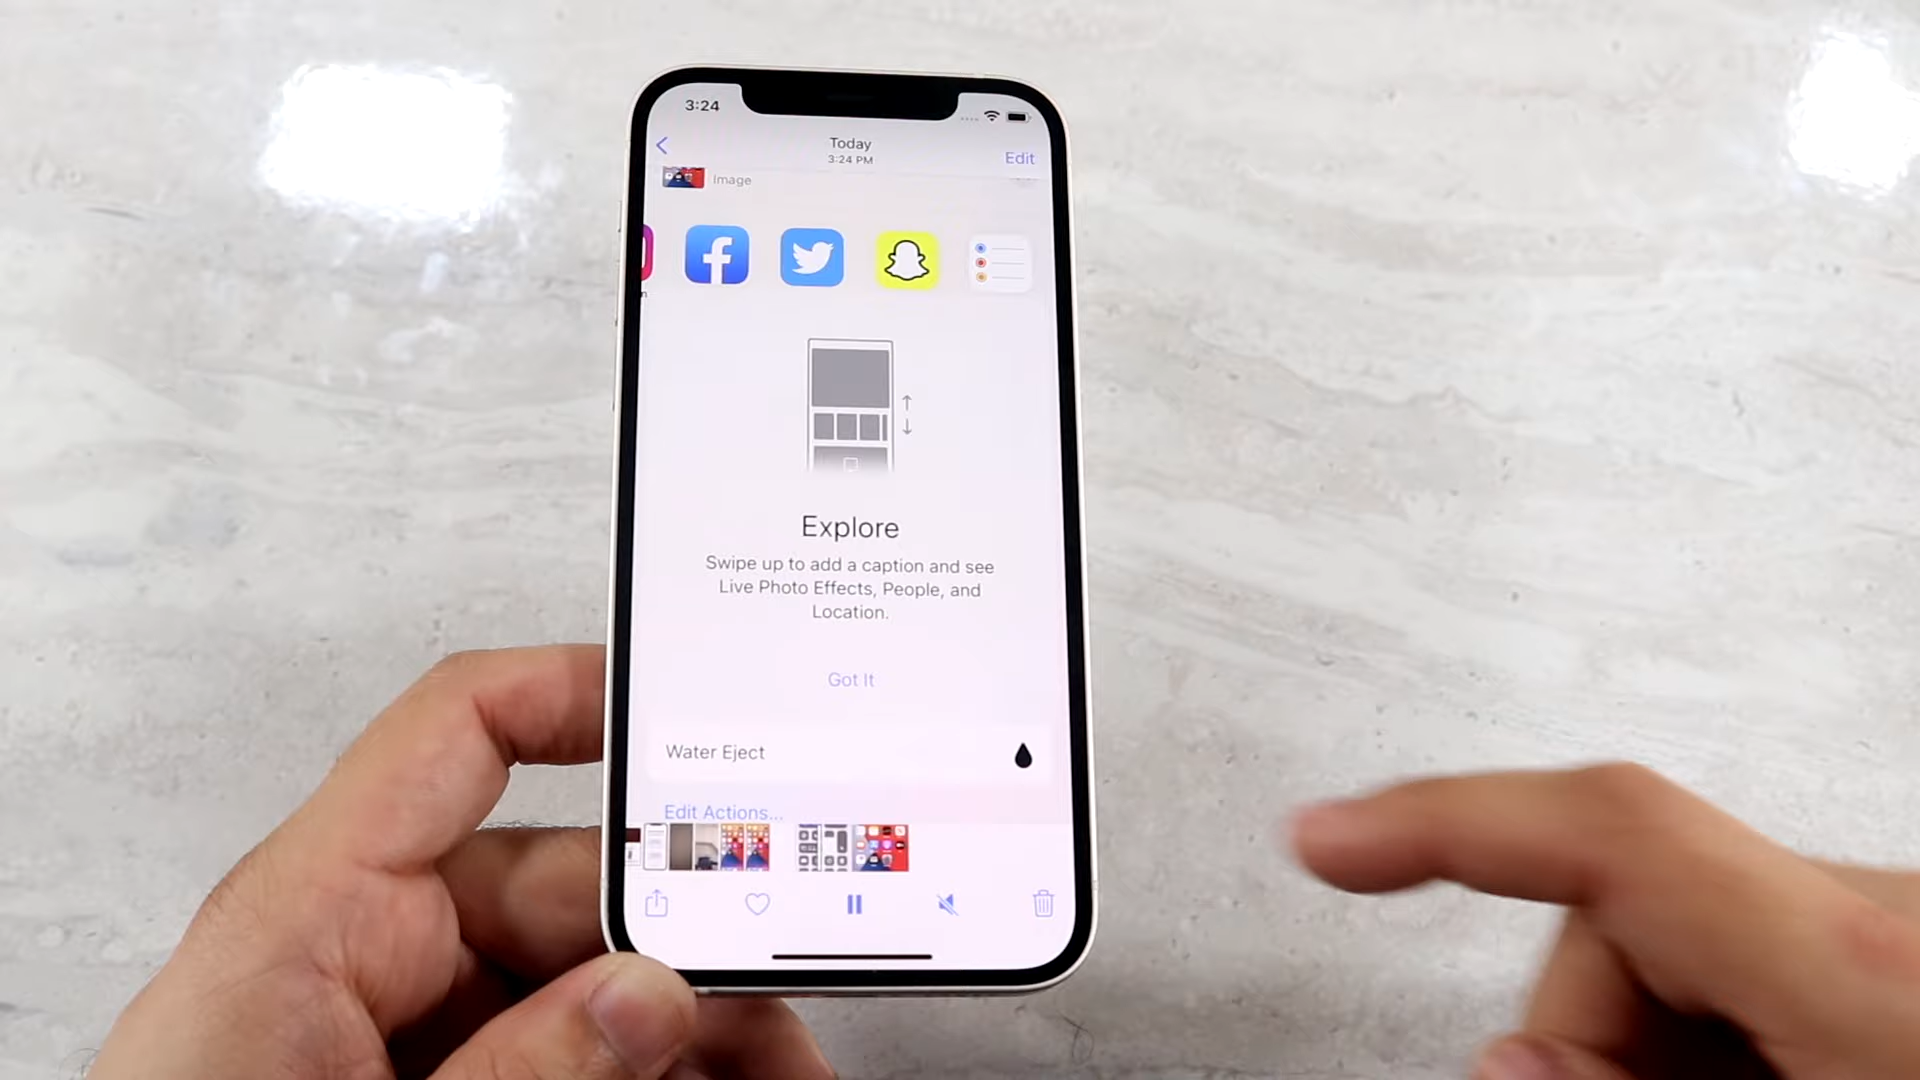 3:24
Today
3:24 PM
Edit
Image
n
Explore
Swipe up to add a caption and see
Live Photo Effects, People, and
Location.
Got It
Water Eject
Edit Actions...